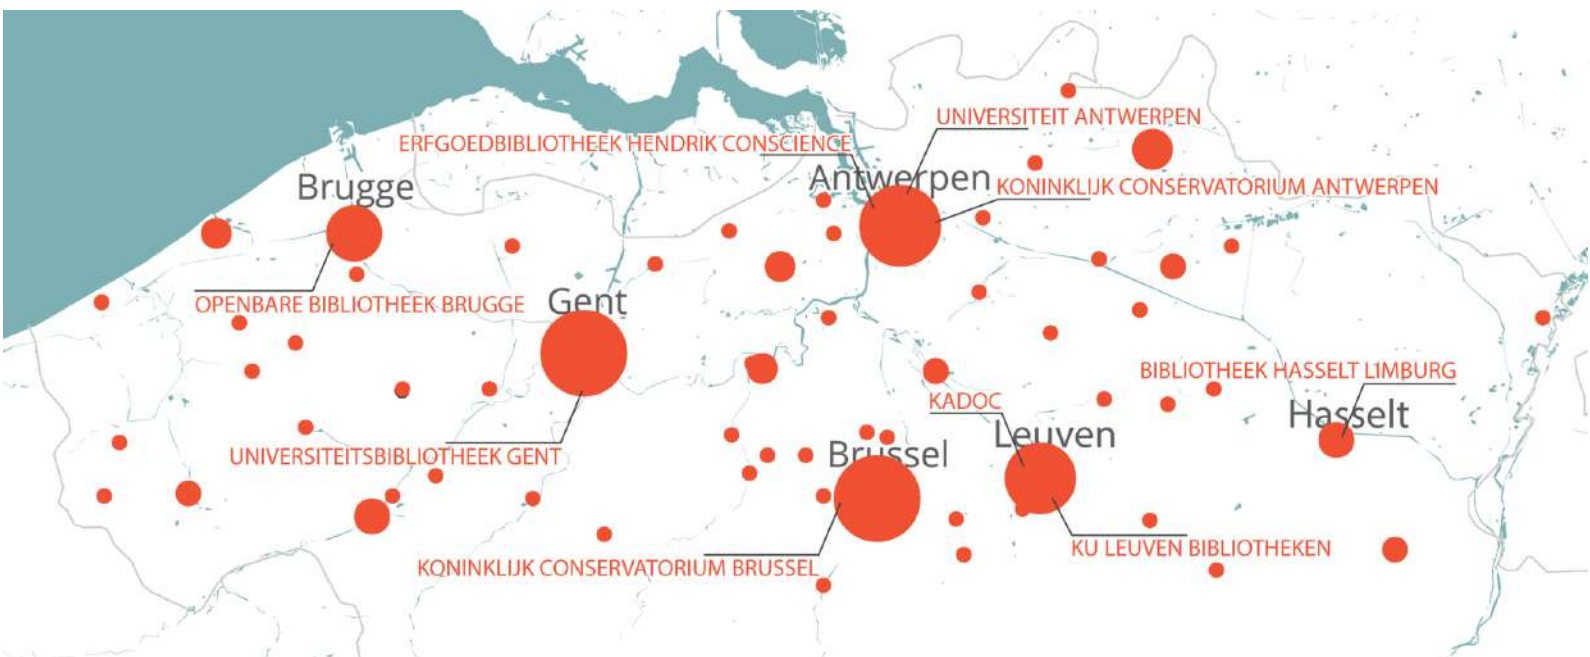 UNIVERSITEIT ANTWERPEN
ERFGOEDBIBLIOTHEEK HENDRIK CONSCIENCE
Antwerpen
KONINKLIJK CONSERVATORIUM ANTWERPEN
Brugge
OPENBARE BIBLIOTHEEK BRUGGE
Gent
BIBLIOTHEEK HASSELT LIMBURG
KADOC
Hasselt
Leuven
UNIVERSITEITSBIBLIOTHEEK GENT
Brussel
KU LEUVEN BIBLIOTHEKEN
KONINKLIJK CONSERVATORIUM BRUSSEL